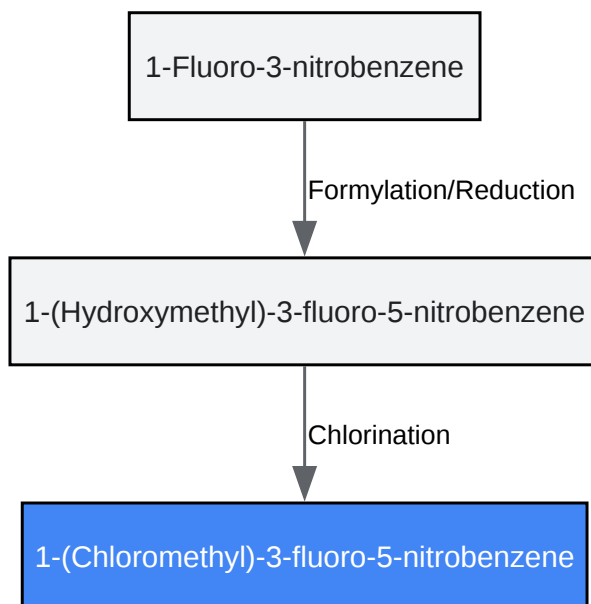 1-Fluoro-3-nitrobenzene
Formylation/Reduction
1-(Hydroxymethyl)-3-fluoro-5-nitrobenzene
Chlorination
1-(Chloromethyl)-3-fluoro-5-nitrobenzene